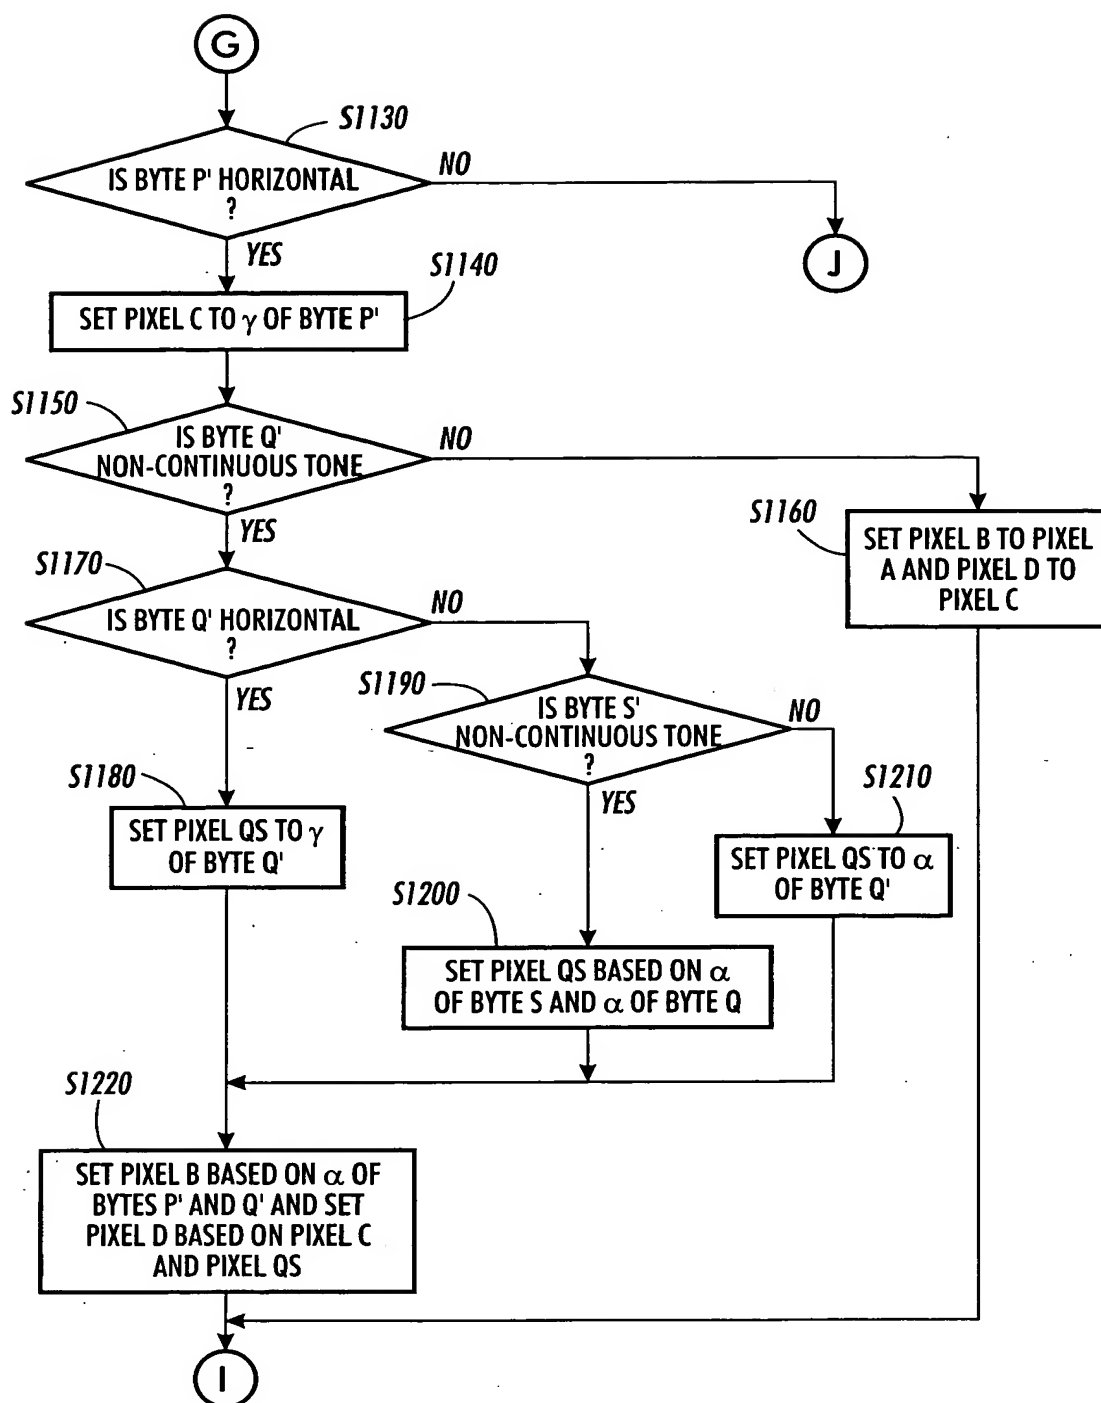 G
S1130
IS BYTE P' HORIZONTAL
?
NO
YES
J
S1140
SET PIXEL C TO γ OF BYTE P'
S1150
IS BYTE Q'
NON-CONTINUOUS TONE
?
NO
YES
S1160
SET PIXEL B TO PIXEL
A AND PIXEL D TO
PIXEL C
S1170
IS BYTE Q' HORIZONTAL
?
NO
YES
S1190
IS BYTE S'
NON-CONTINUOUS TONE
?
NO
YES
S1180
SET PIXEL QS TO γ
OF BYTE Q'
S1210
SET PIXEL QS TO α
OF BYTE Q'
S1200
SET PIXEL QS BASED ON α
OF BYTE S AND α OF BYTE Q
S1220
SET PIXEL B BASED ON α OF
BYTES P' AND Q' AND SET
PIXEL D BASED ON PIXEL C
AND PIXEL QS
I